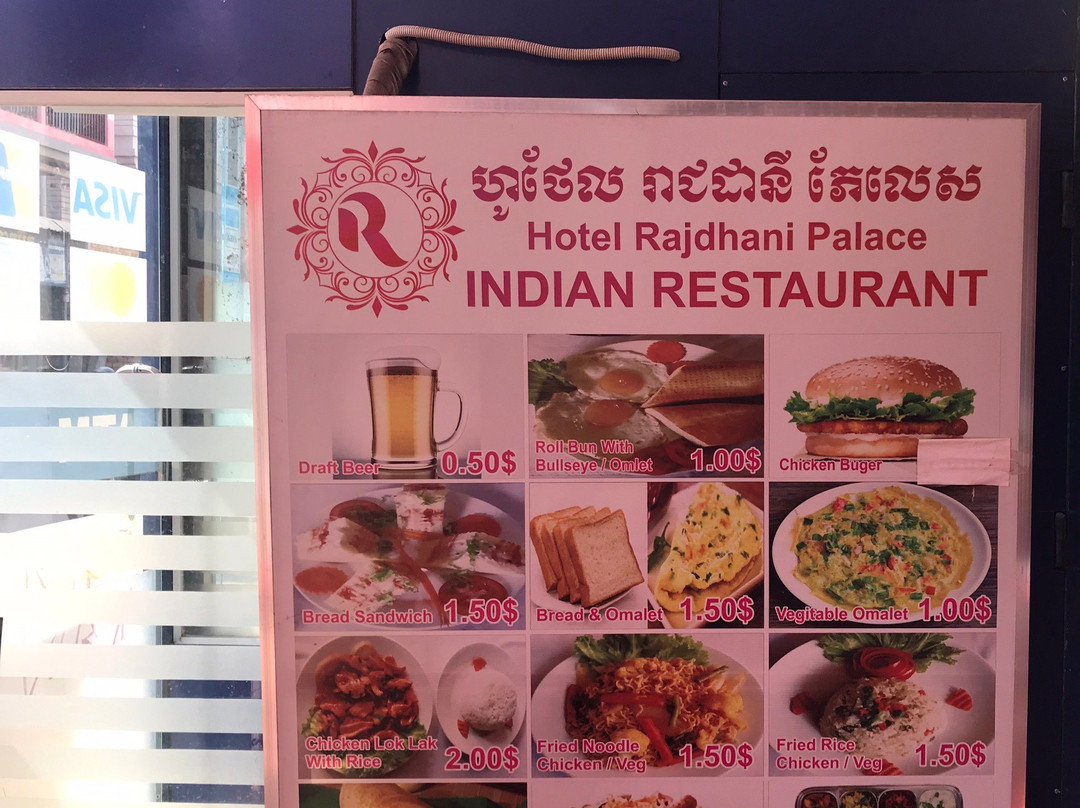 ហូថែល រាជដានី ភែលេស
Hotel Rajdhani Palace
INDIAN RESTAURANT
R
VISA
Draft Beer 0.50$
Roll Bun With
Bullseye / Omlet 1.00$
Chicken Buger
Bread Sandwich 1.50$
Bread & Omalet 1.50$
Vegitable Omalet 1.00$
Chicken Lok Lak
With Rice 2.00$
Fried Noodle
Chicken / Veg 1.50$
Fried Rice
Chicken / Veg 1.50$